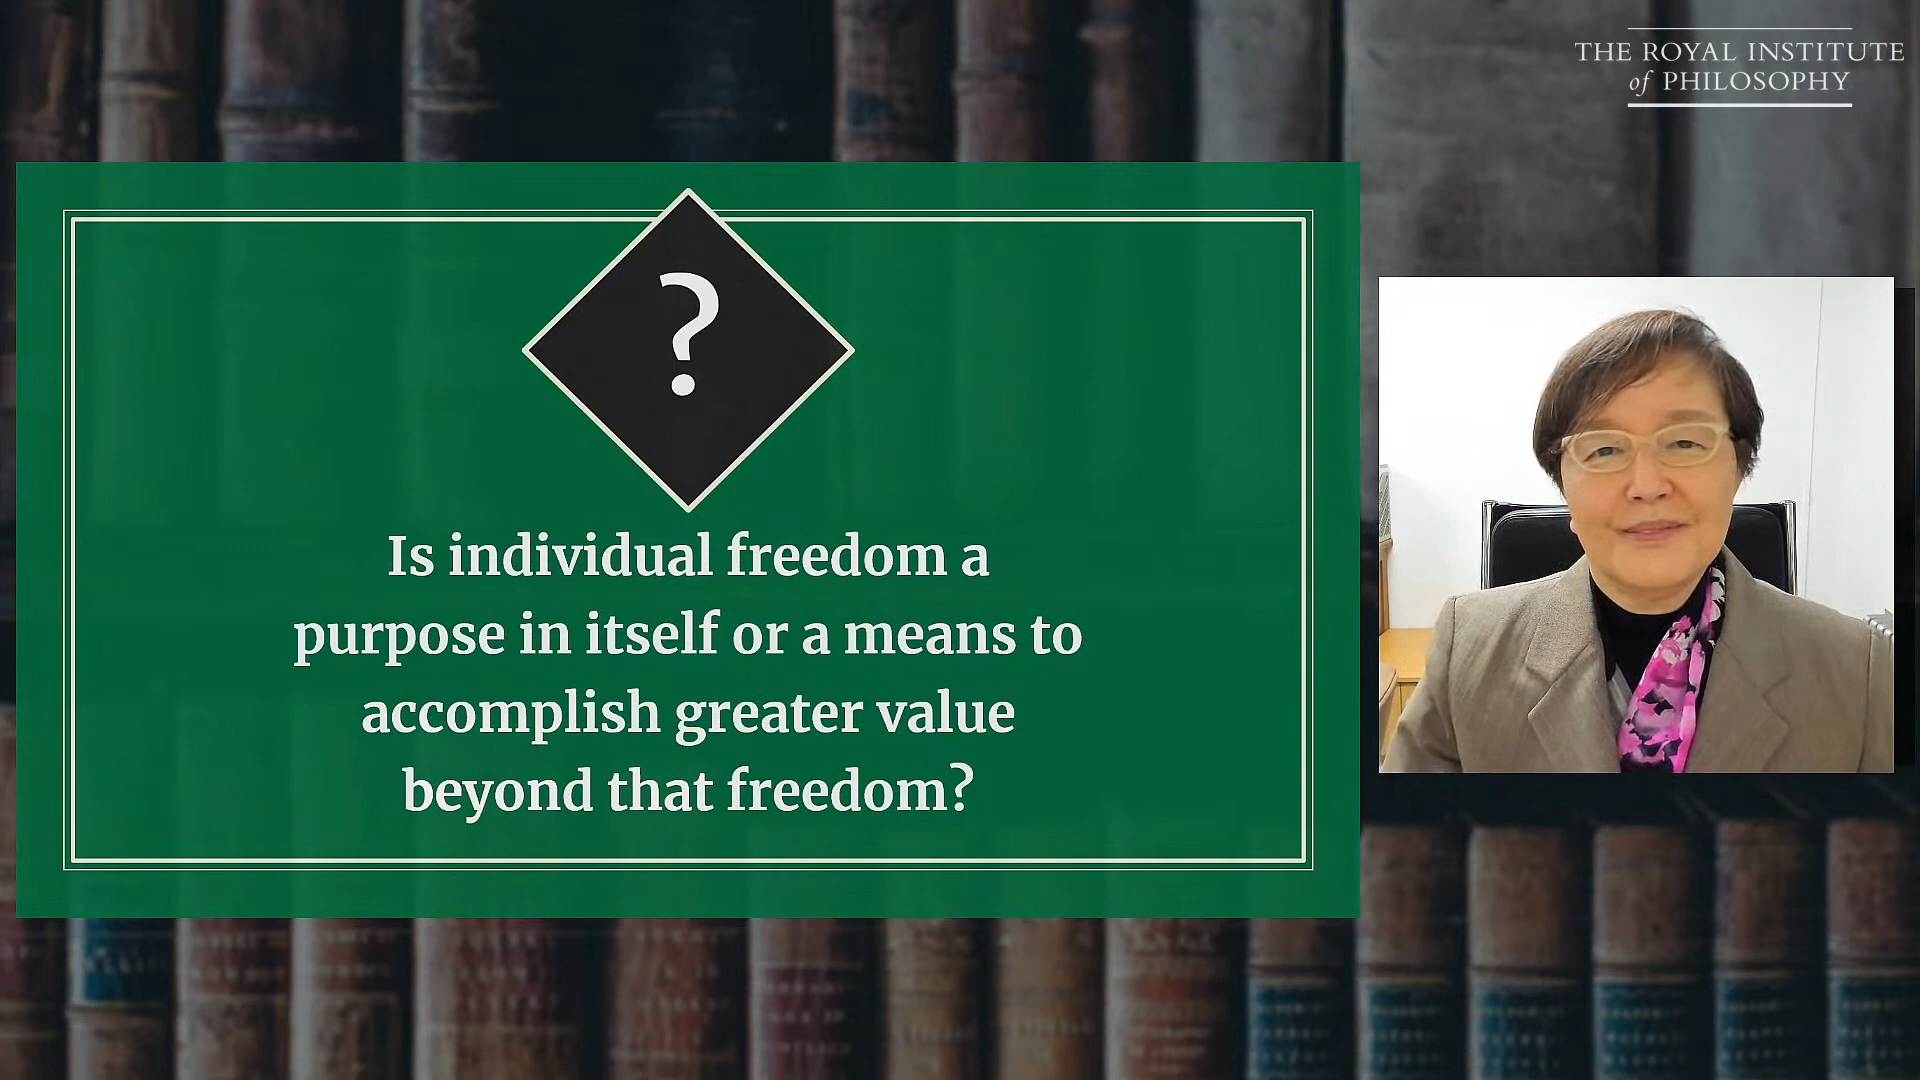 THE ROYAL INSTITUTE
of PHILOSOPHY
?
Is individual freedom a
purpose in itself or a means to
accomplish greater value
beyond that freedom?